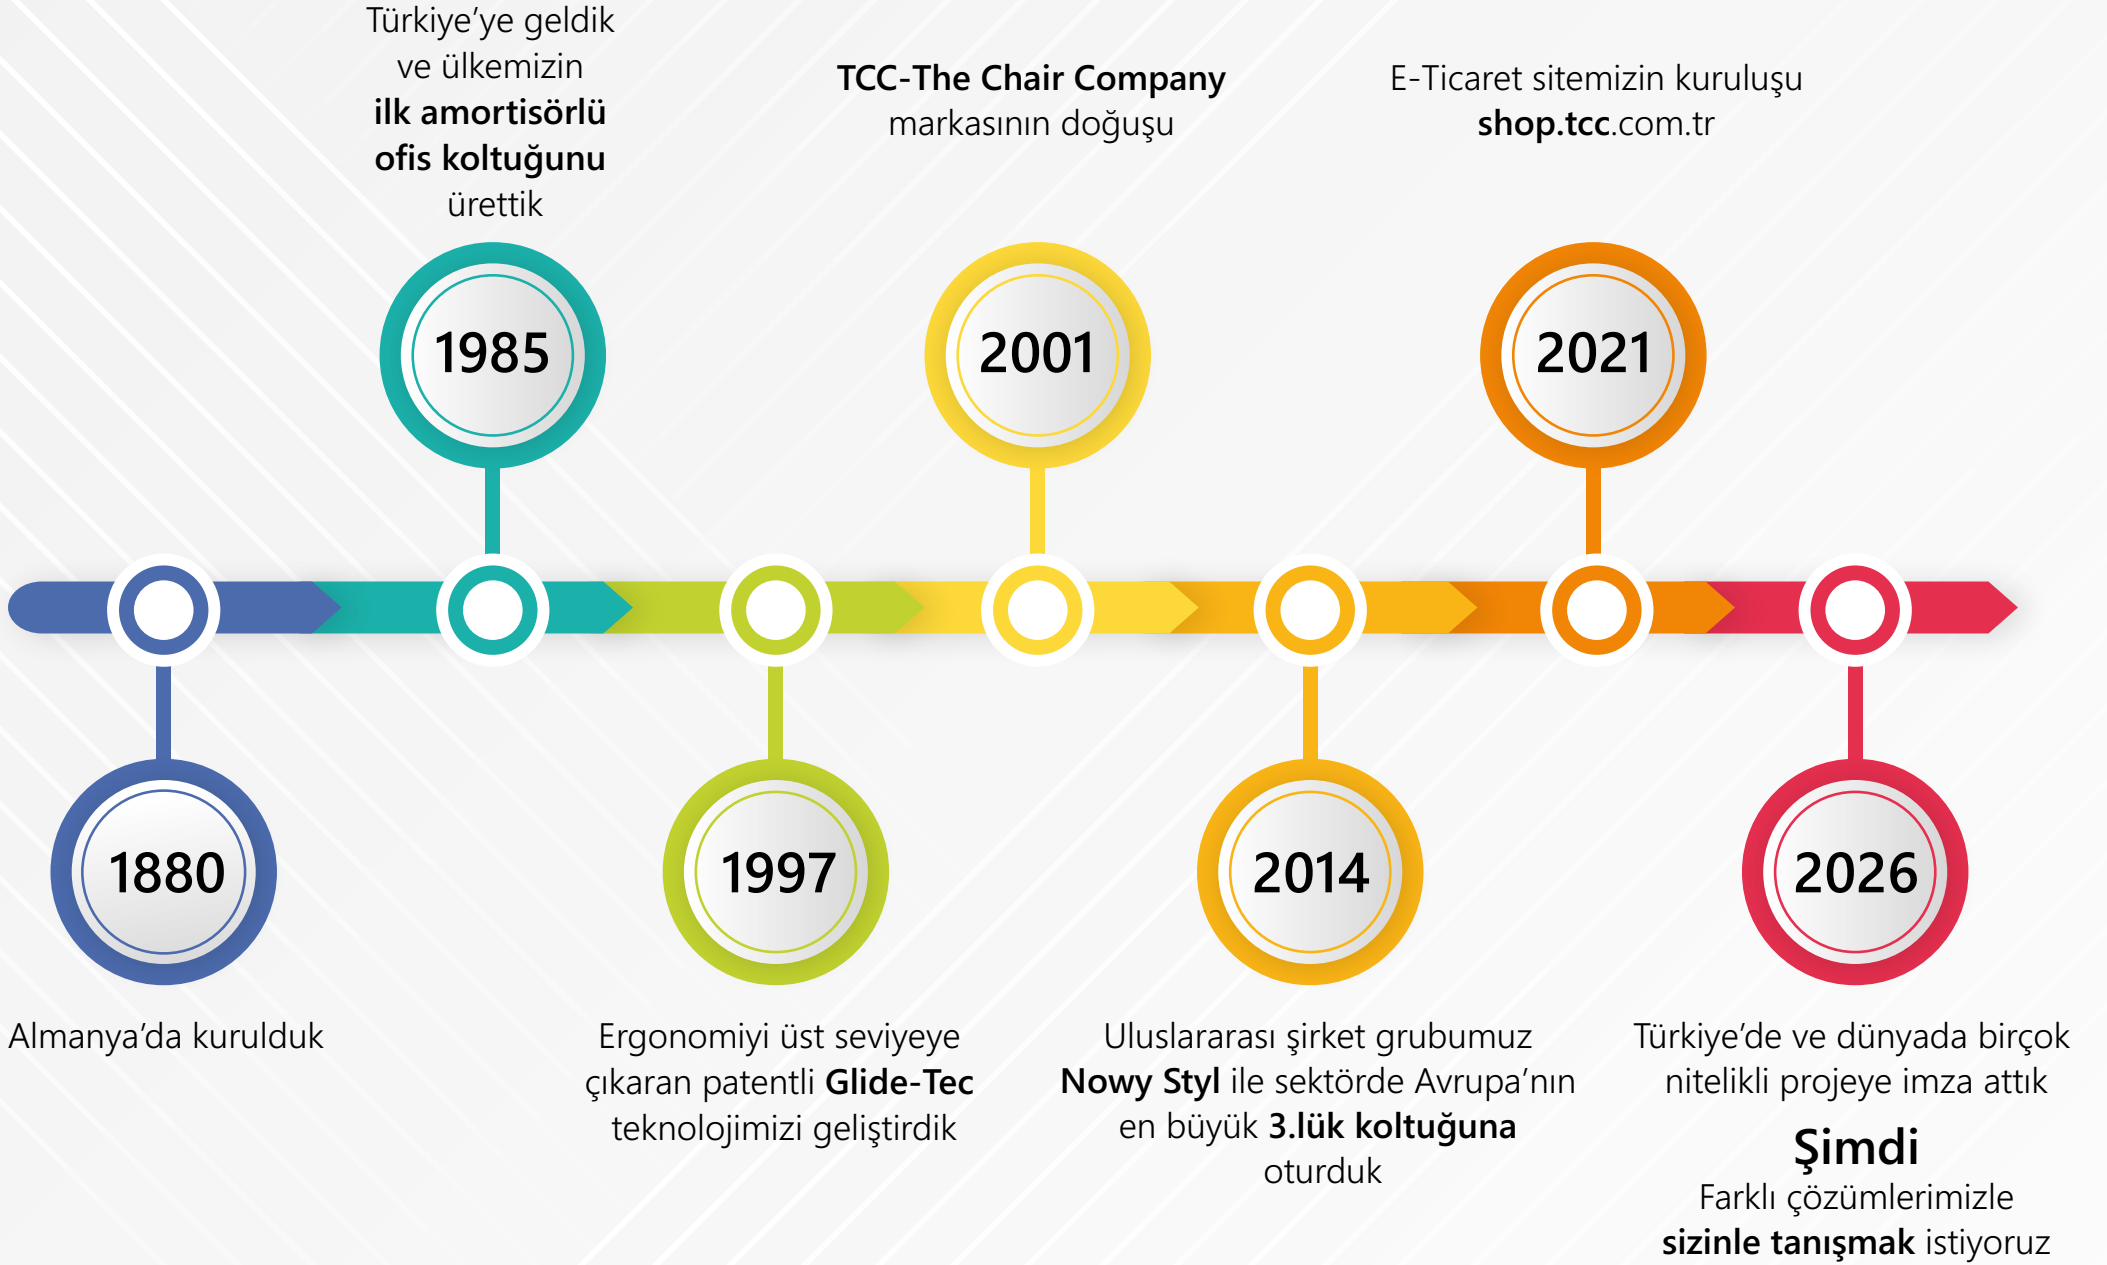 Türkiye'ye geldik
ve ülkemizin
ilk amortisörlü
ofis koltuğunu
ürettik
TCC-The Chair Company
markasının doğuşu
E-Ticaret sitemizin kuruluşu
shop.tcc.com.tr
1985
2001
2021
1880
1997
2014
2026
Almanya'da kurulduk
Ergonomiyi üst seviyeye
çıkaran patentli Glide-Tec
teknolojimizi geliştirdik
Uluslararası şirket grubumuz
Nowy Styl ile sektörde Avrupa'nın
en büyük 3.lük koltuğuna
oturduk
Türkiye'de ve dünyada birçok
nitelikli projeye imza attık
Şimdi
Farklı çözümlerimizle
sizinle tanışmak istiyoruz